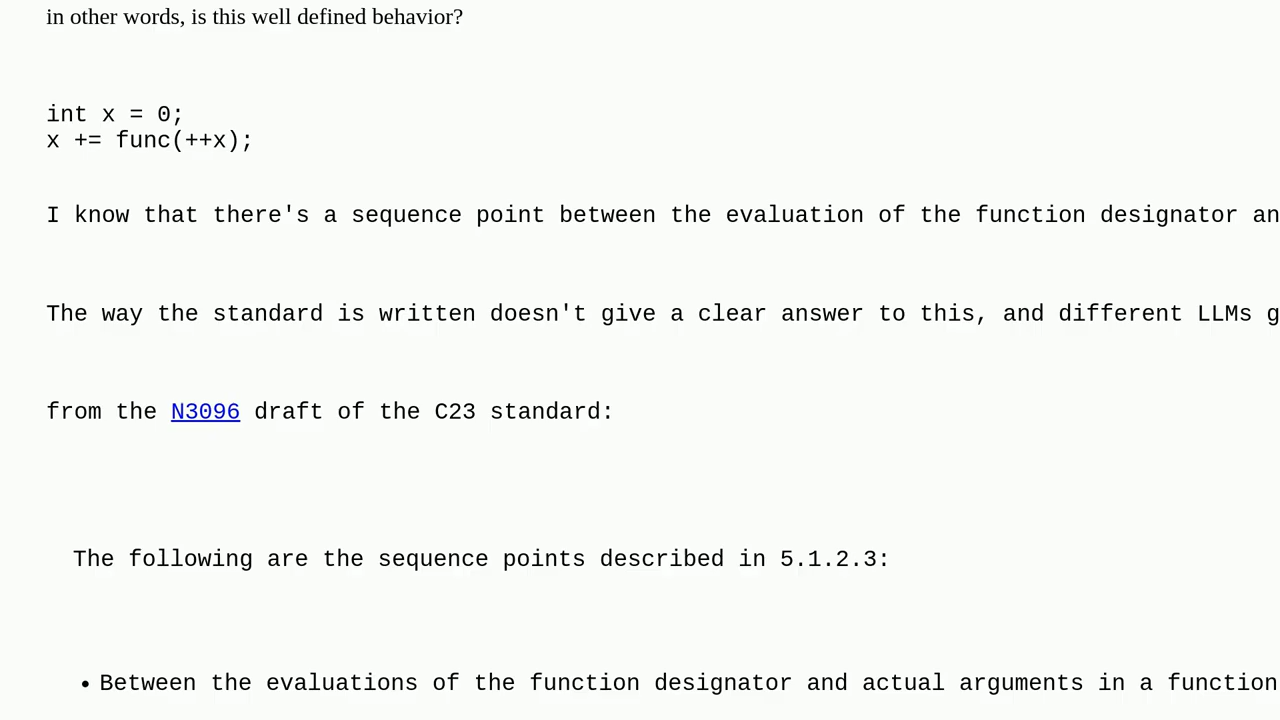 in other words, is this well defined behavior?
int x = 0;
x += func(++x);
I know that there's a sequence point between the evaluation of the function designator an
The way the standard is written doesn't give a clear answer to this, and different LLMs g
from the N3096 draft of the C23 standard:
The following are the sequence points described in 5.1.2.3:
• Between the evaluations of the function designator and actual arguments in a function